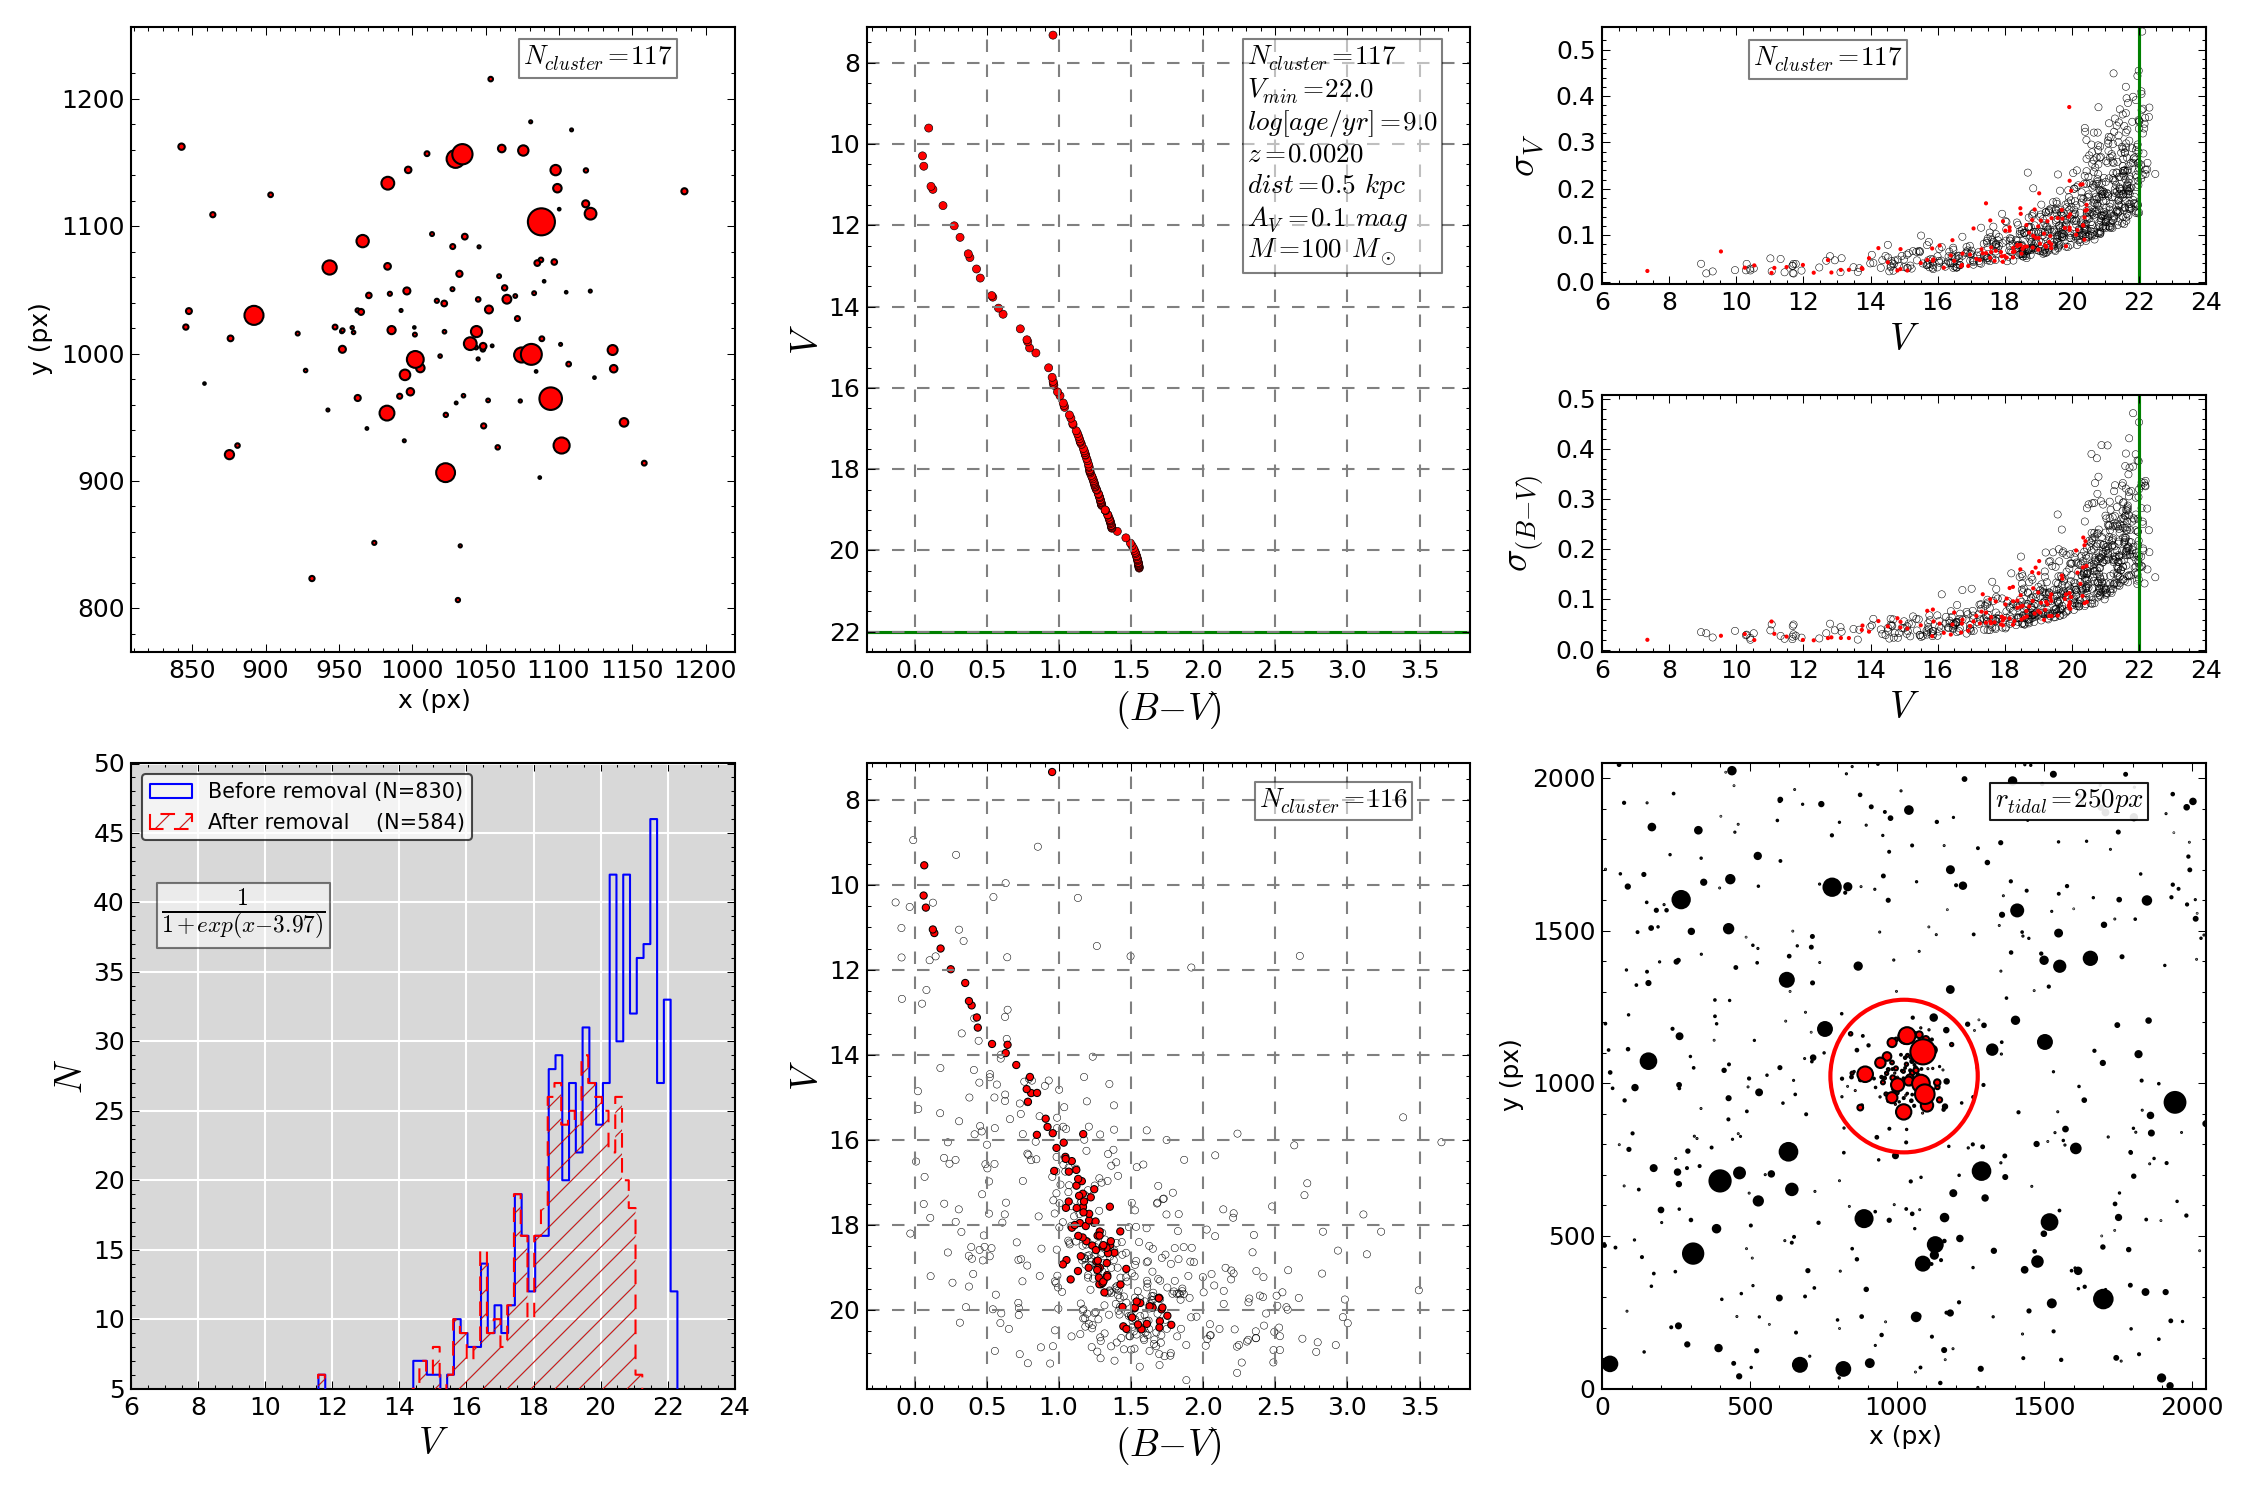 N_cluster=117
1200
1100
1000
900
800
y (px)
850 900 950 1000 1050 1100 1150 1200
x (px)
N_cluster=117
V_min=22.0
log[age/yr]=9.0
z=0.0020
dist=0.5 kpc
A_V=0.1 mag
M=100 M_⊙
8
10
12
14
16
18
20
22
V
0.0 0.5 1.0 1.5 2.0 2.5 3.0 3.5
(B−V)
N_cluster=117
0.5
0.4
0.3
0.2
0.1
0.0
σ_V
6 8 10 12 14 16 18 20 22 24
V
0.5
0.4
0.3
0.2
0.1
0.0
σ_(B−V)
6 8 10 12 14 16 18 20 22 24
V
Before removal (N=830)
After removal (N=584)
1
1+exp(x−3.97)
50
45
40
35
30
25
20
15
10
5
N
6 8 10 12 14 16 18 20 22 24
V
N_cluster=116
8
10
12
14
16
18
20
V
0.0 0.5 1.0 1.5 2.0 2.5 3.0 3.5
(B−V)
r_tidal=250px
2000
1500
1000
500
0
y (px)
0 500 1000 1500 2000
x (px)